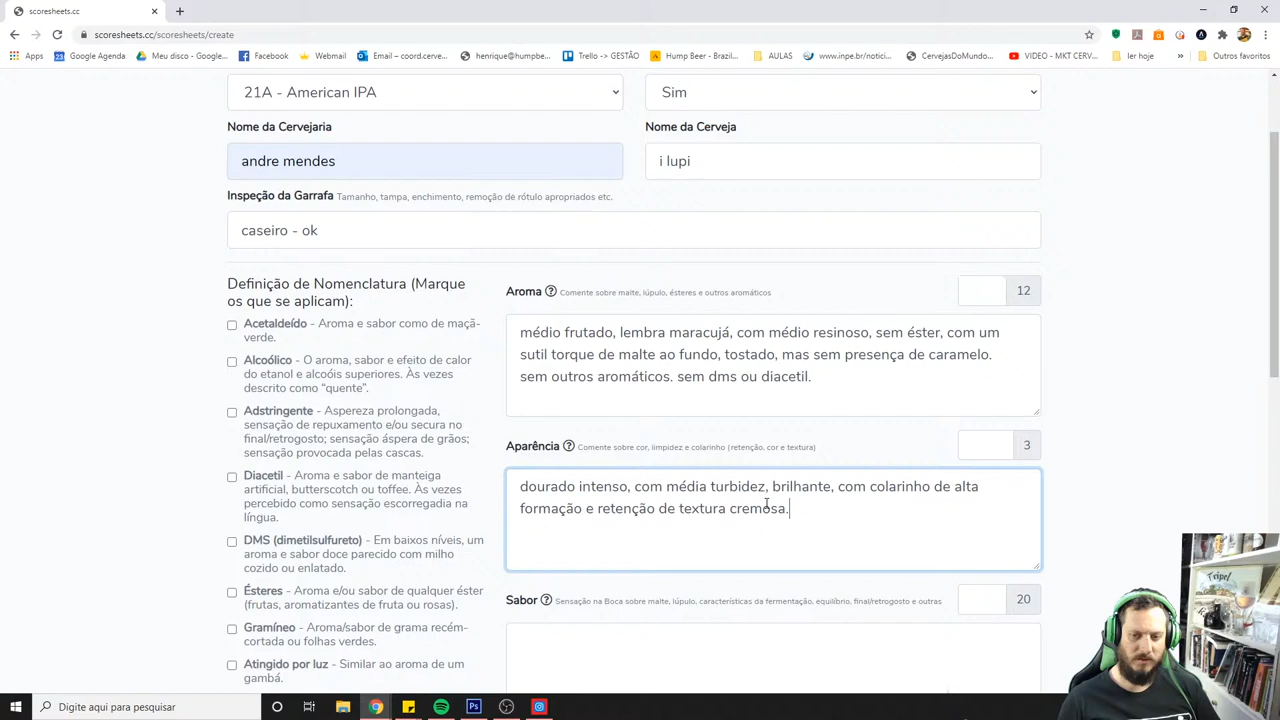 scoresheets.cc
scoresheets.cc/scoresheets/create
Apps
Google Agenda
Meu disco - Google...
Facebook
Webmail
Email – coord.cerve...
henrique@humpbe...
Trello -> GESTÃO
Hump Beer - Brazil...
AULAS
www.inpe.br/notici...
CervejasDoMundo...
VIDEO - MKT CERV...
ler hoje
Outros favoritos
21A - American IPA
Sim
Nome da Cervejaria
Nome da Cerveja
andre mendes
i lupi
Inspeção da Garrafa Tamanho, tampa, enchimento, remoção de rótulo apropriados etc.
caseiro - ok
Definição de Nomenclatura (Marque
os que se aplicam):
Acetaldeído - Aroma e sabor como de maçã-
verde.
Alcoólico - O aroma, sabor e efeito de calor
do etanol e alcoóis superiores. Às vezes
descrito como “quente”.
Adstringente - Aspereza prolongada,
sensação de repuxamento e/ou secura no
final/retrogosto; sensação áspera de grãos;
sensação provocada pelas cascas.
Diacetil - Aroma e sabor de manteiga
artificial, butterscotch ou toffee. Às vezes
percebido como sensação escorregadia na
língua.
DMS (dimetilsulfeto) - Em baixos níveis, um
aroma e sabor doce parecido com milho
cozido ou enlatado.
Ésteres - Aroma e/ou sabor de qualquer éster
(frutas, aromatizantes de fruta ou rosas).
Gramíneo - Aroma/sabor de grama recém-
cortada ou folhas verdes.
Atingido por luz - Similar ao aroma de um
gambá.
Aroma Comente sobre malte, lúpulo, ésteres e outros aromáticos
12
médio frutado, lembra maracujá, com médio resinoso, sem éster, com um
sutil torque de malte ao fundo, tostado, mas sem presença de caramelo.
sem outros aromáticos. sem dms ou diacetil.
Aparência Comente sobre cor, limpidez e colarinho (retenção, cor e textura)
3
dourado intenso, com média turbidez, brilhante, com colarinho de alta
formação e retenção de textura cremosa.
Sabor Sensação na Boca sobre malte, lúpulo, características da fermentação, equilíbrio, final/retrogosto e outras
20
Tripel
Digite aqui para pesquisar